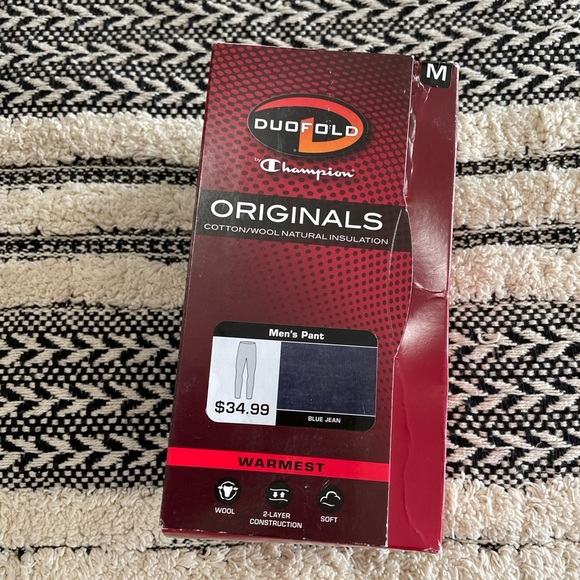 M
DUOFOLD
by Champion
ORIGINALS
COTTON/WOOL NATURAL INSULATION
Men's Pant
$34.99
BLUE JEAN
WARMEST
WOOL
2-LAYER
CONSTRUCTION
SOFT